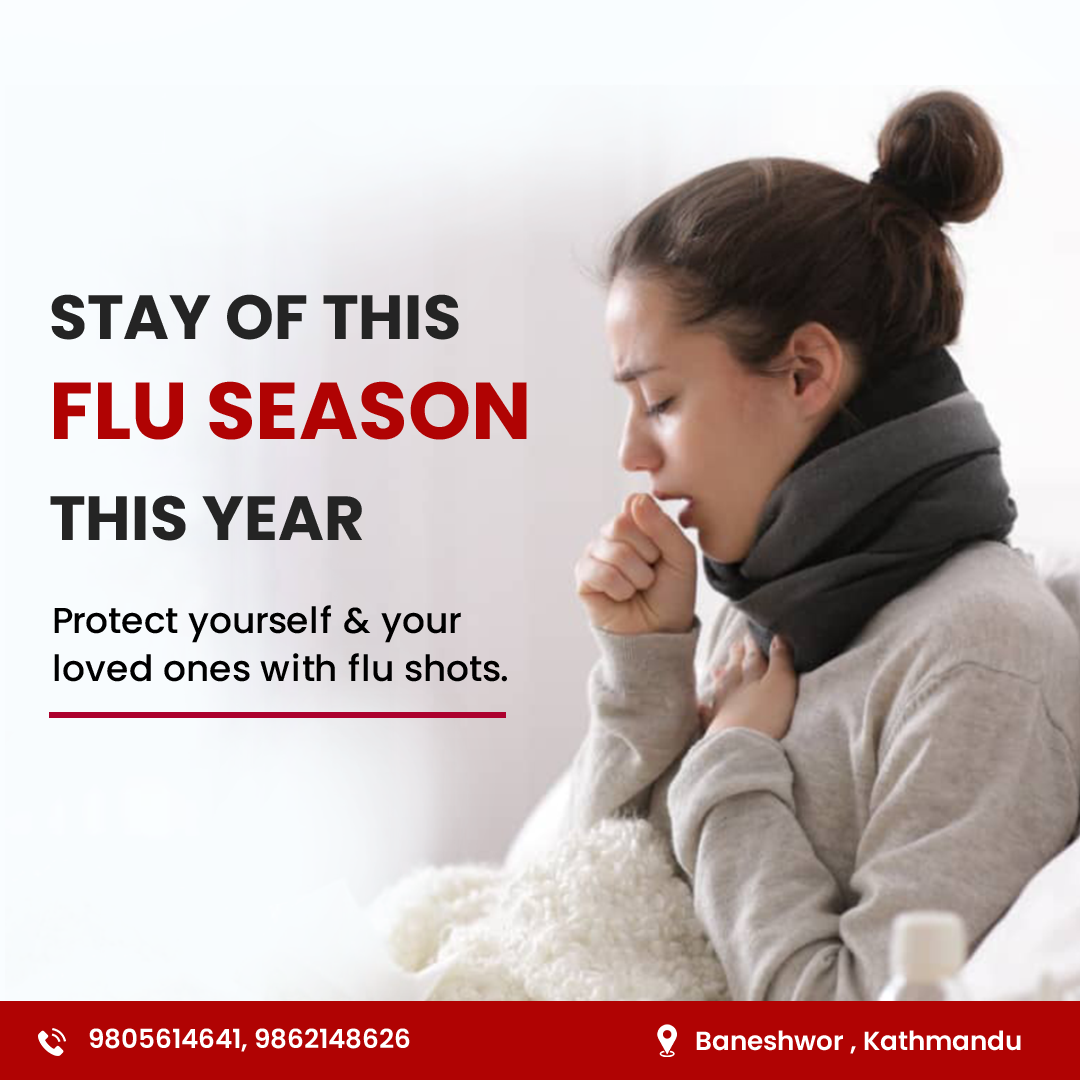 STAY OF THIS
FLU SEASON
THIS YEAR
Protect yourself & your
loved ones with flu shots.
9805614641, 9862148626
Baneshwor , Kathmandu